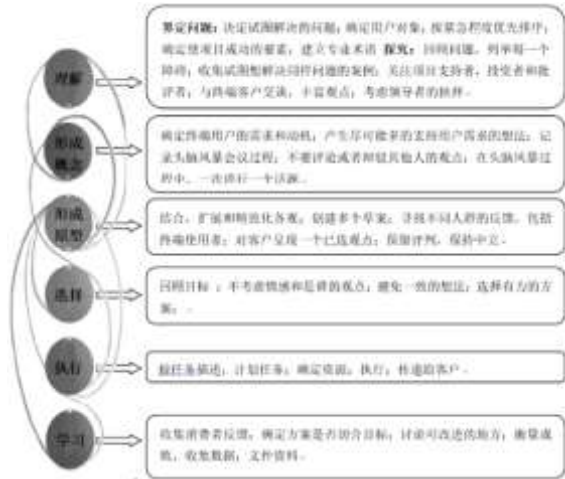 理解
界定问题：决定试图解决的问题；确定用户对象；按紧急程度优先排序；
确定使项目成功的要素；建立专业术语 探究：回顾问题，列举每一个
障碍；收集试图想解决同样问题的案例；关注项目支持者，投资者和批
评者；与终端客户交谈，丰富观点；考虑领导者的
形成
概念
确定终端用户的需求和动机；产生尽可能多的支持用户需求的想法；记
录头脑风暴会议过程；不要评论或者其他人的观点；在头脑风暴过
程中，一次进行一个话题。
形成
原型
结合，扩展和精炼化各观；创建多个草案；寻找不同人群的反馈，包括
终端使用者；对客户呈现一个已选观点；保留评判，保持中立。
选择
回顾目标；不考虑情感和是谁的观点；避免一致的想法；选择有力的方
案；。
执行
任务描述；计划任务；确定资源；执行；传递给客户。
学习
收集消费者反馈；确定方案是否切合目标；讨论可改进的地方；衡量成
收集数据；文件资料。